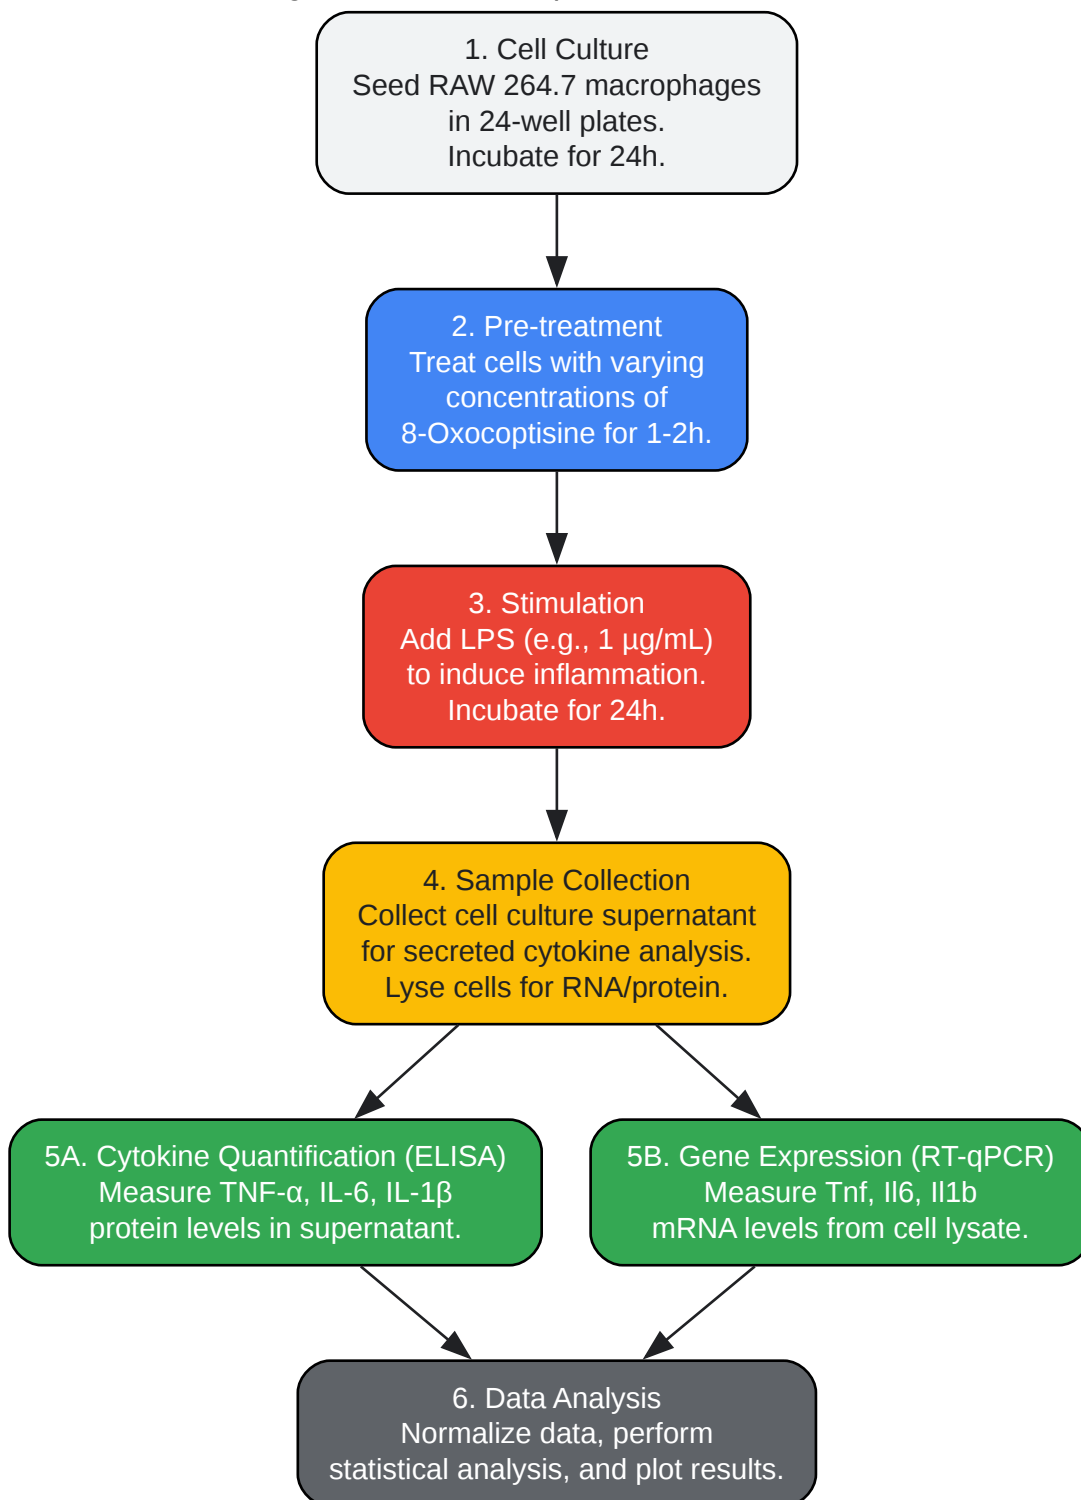 1. Cell Culture
Seed RAW 264.7 macrophages
in 24-well plates.
Incubate for 24h.
2. Pre-treatment
Treat cells with varying
concentrations of
8-Oxocoptisine for 1-2h.
3. Stimulation
Add LPS (e.g., 1 µg/mL)
to induce inflammation.
Incubate for 24h.
4. Sample Collection
Collect cell culture supernatant
for secreted cytokine analysis.
Lyse cells for RNA/protein.
5A. Cytokine Quantification (ELISA)
Measure TNF-α, IL-6, IL-1β
protein levels in supernatant.
5B. Gene Expression (RT-qPCR)
Measure Tnf, Il6, Il1b
mRNA levels from cell lysate.
6. Data Analysis
Normalize data, perform
statistical analysis, and plot results.